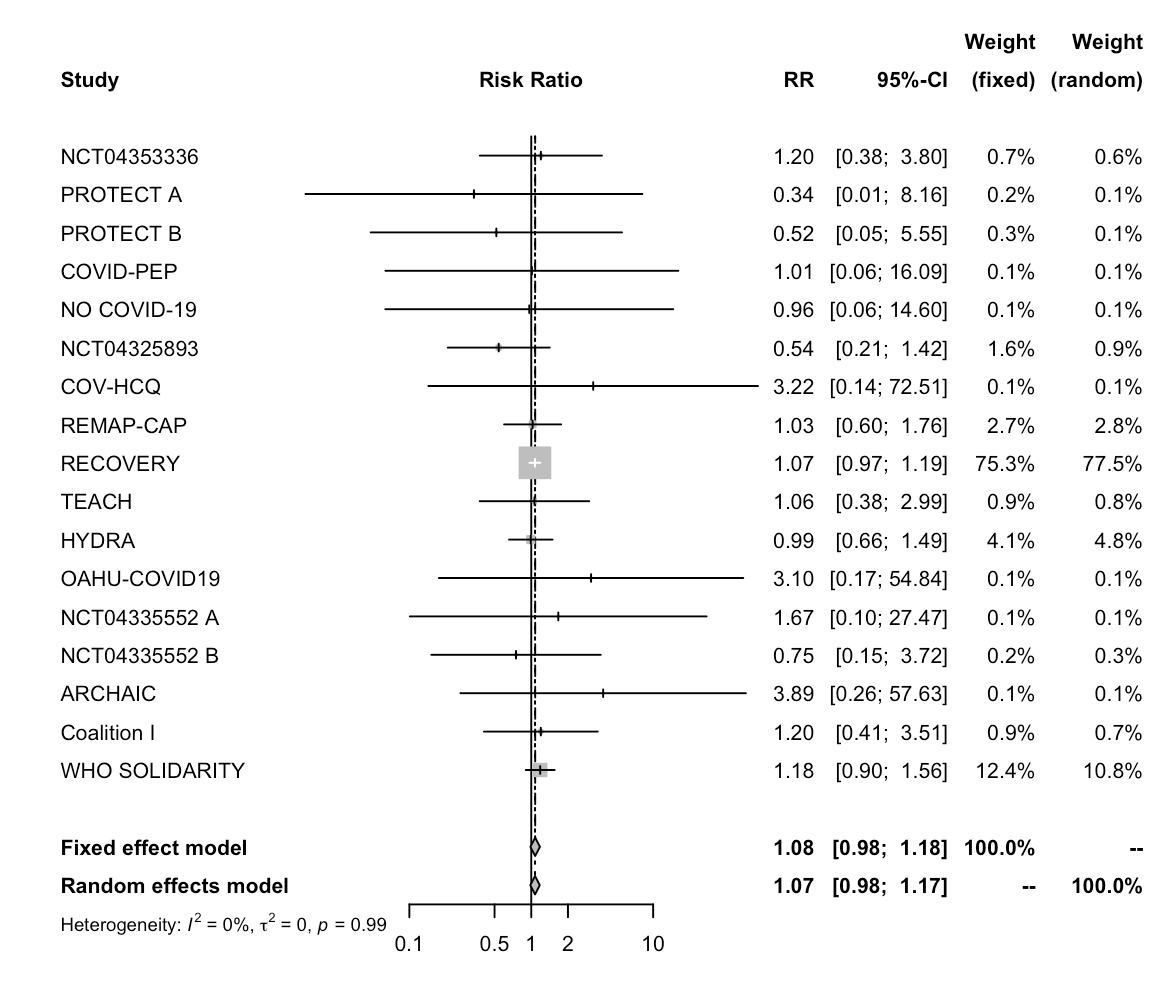 Weight Weight
Study Risk Ratio RR 95%-CI (fixed) (random)
NCT04353336 1.20 [0.38; 3.80] 0.7% 0.6%
PROTECT A 0.34 [0.01; 8.16] 0.2% 0.1%
PROTECT B 0.52 [0.05; 5.55] 0.3% 0.1%
COVID-PEP 1.01 [0.06; 16.09] 0.1% 0.1%
NO COVID-19 0.96 [0.06; 14.60] 0.1% 0.1%
NCT04325893 0.54 [0.21; 1.42] 1.6% 0.9%
COV-HCQ 3.22 [0.14; 72.51] 0.1% 0.1%
REMAP-CAP 1.03 [0.60; 1.76] 2.7% 2.8%
RECOVERY 1.07 [0.97; 1.19] 75.3% 77.5%
TEACH 1.06 [0.38; 2.99] 0.9% 0.8%
HYDRA 0.99 [0.66; 1.49] 4.1% 4.8%
OAHU-COVID19 3.10 [0.17; 54.84] 0.1% 0.1%
NCT04335552 A 1.67 [0.10; 27.47] 0.1% 0.1%
NCT04335552 B 0.75 [0.15; 3.72] 0.2% 0.3%
ARCHAIC 3.89 [0.26; 57.63] 0.1% 0.1%
Coalition I 1.20 [0.41; 3.51] 0.9% 0.7%
WHO SOLIDARITY 1.18 [0.90; 1.56] 12.4% 10.8%
Fixed effect model 1.08 [0.98; 1.18] 100.0% --
Random effects model 1.07 [0.98; 1.17] -- 100.0%
Heterogeneity: I² = 0%, τ² = 0, p = 0.99
0.1 0.5 1 2 10